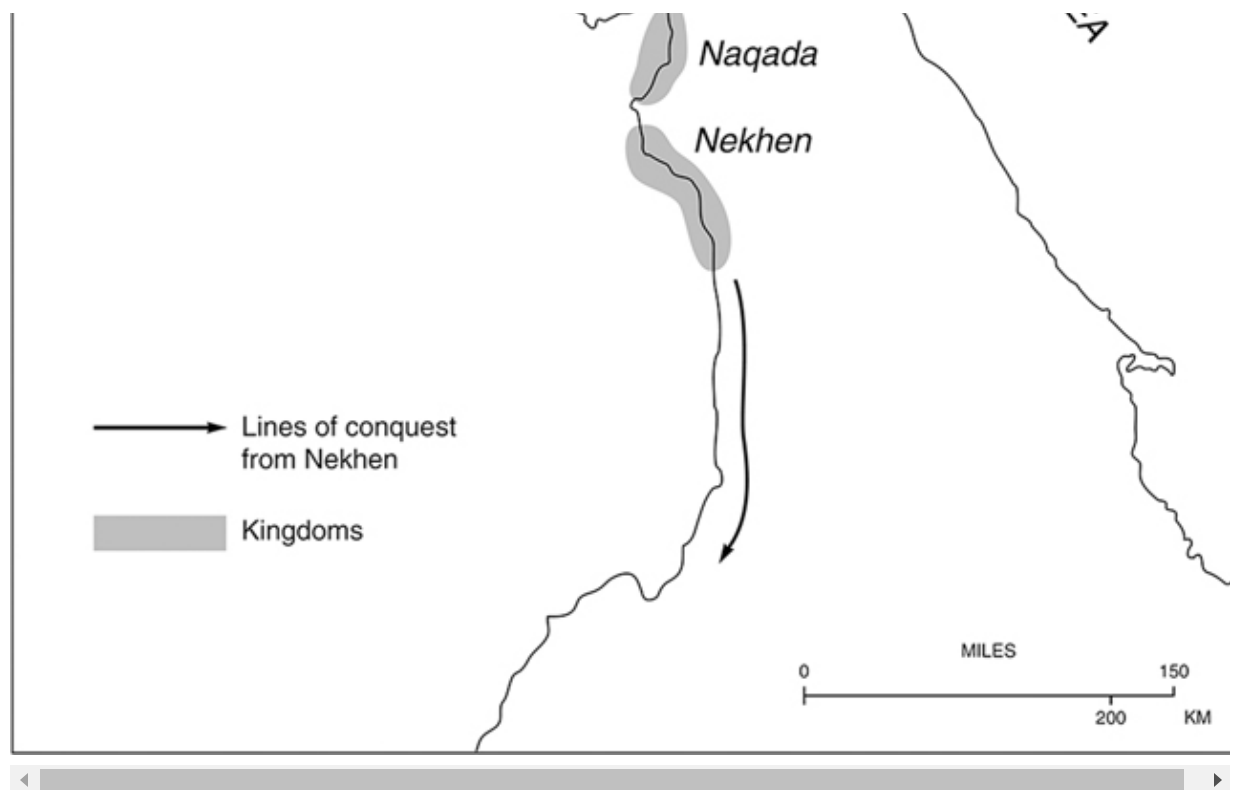 Naqada
Nekhen
Lines of conquest
from Nekhen
Kingdoms
MILES
0 150
200 KM